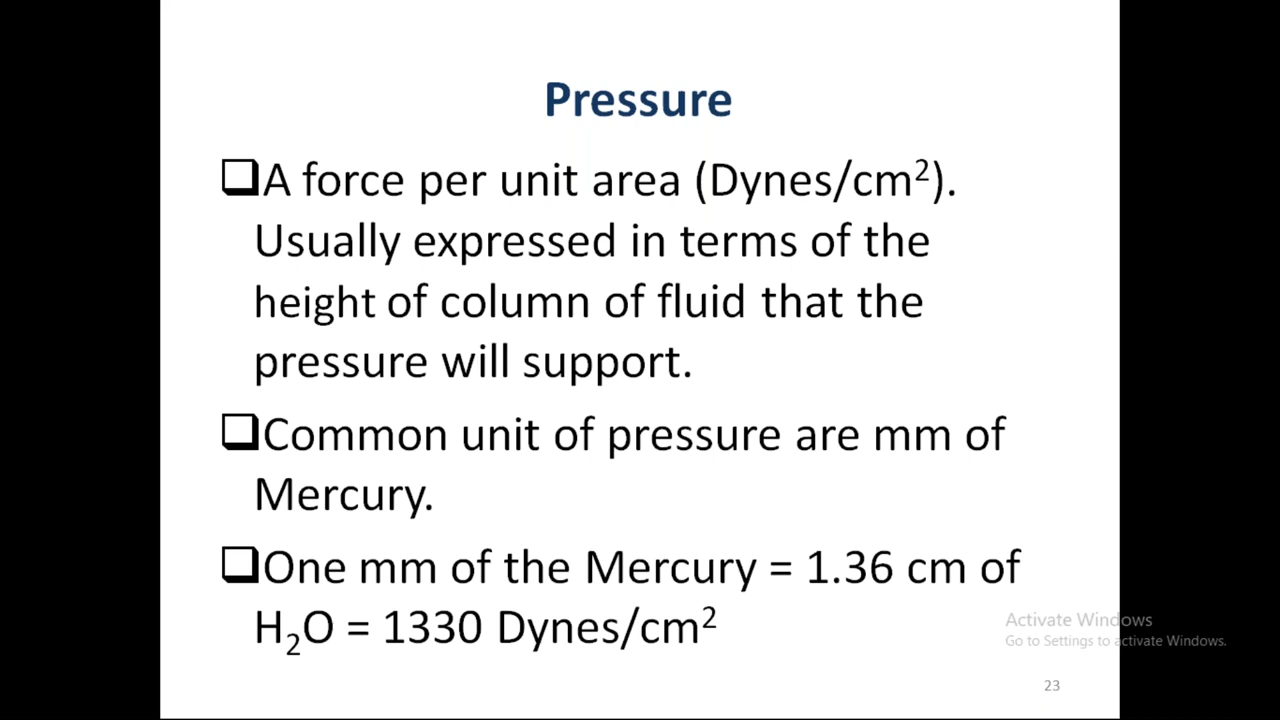 Pressure
❑A force per unit area (Dynes/cm²).
Usually expressed in terms of the
height of column of fluid that the
pressure will support.
❑Common unit of pressure are mm of
Mercury.
❑One mm of the Mercury = 1.36 cm of
H₂O = 1330 Dynes/cm²
Activate Windows
Go to Settings to activate Windows.
23